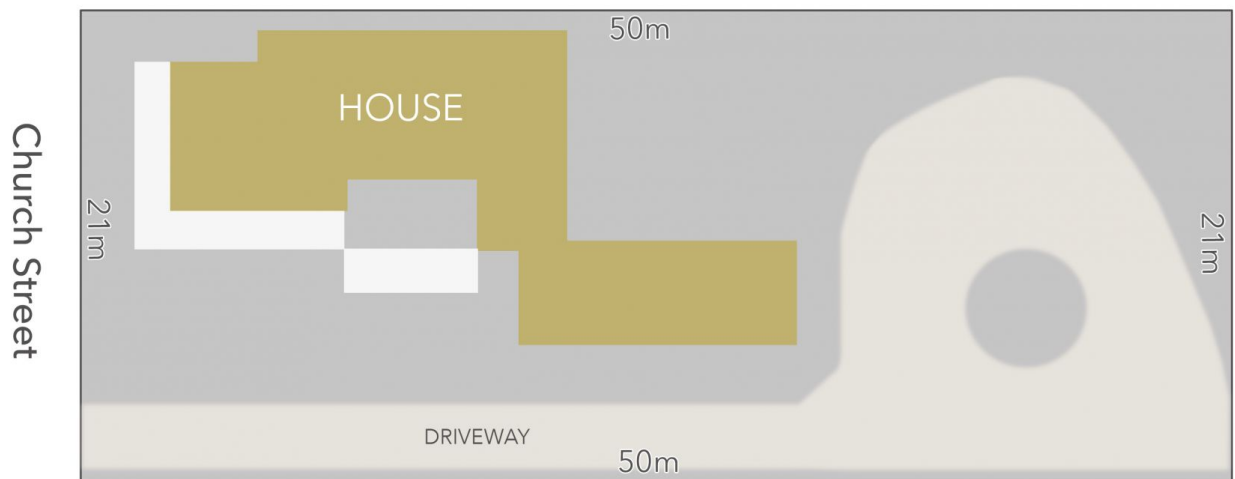 50m
HOUSE
Church Street
21m
21m
DRIVEWAY
50m